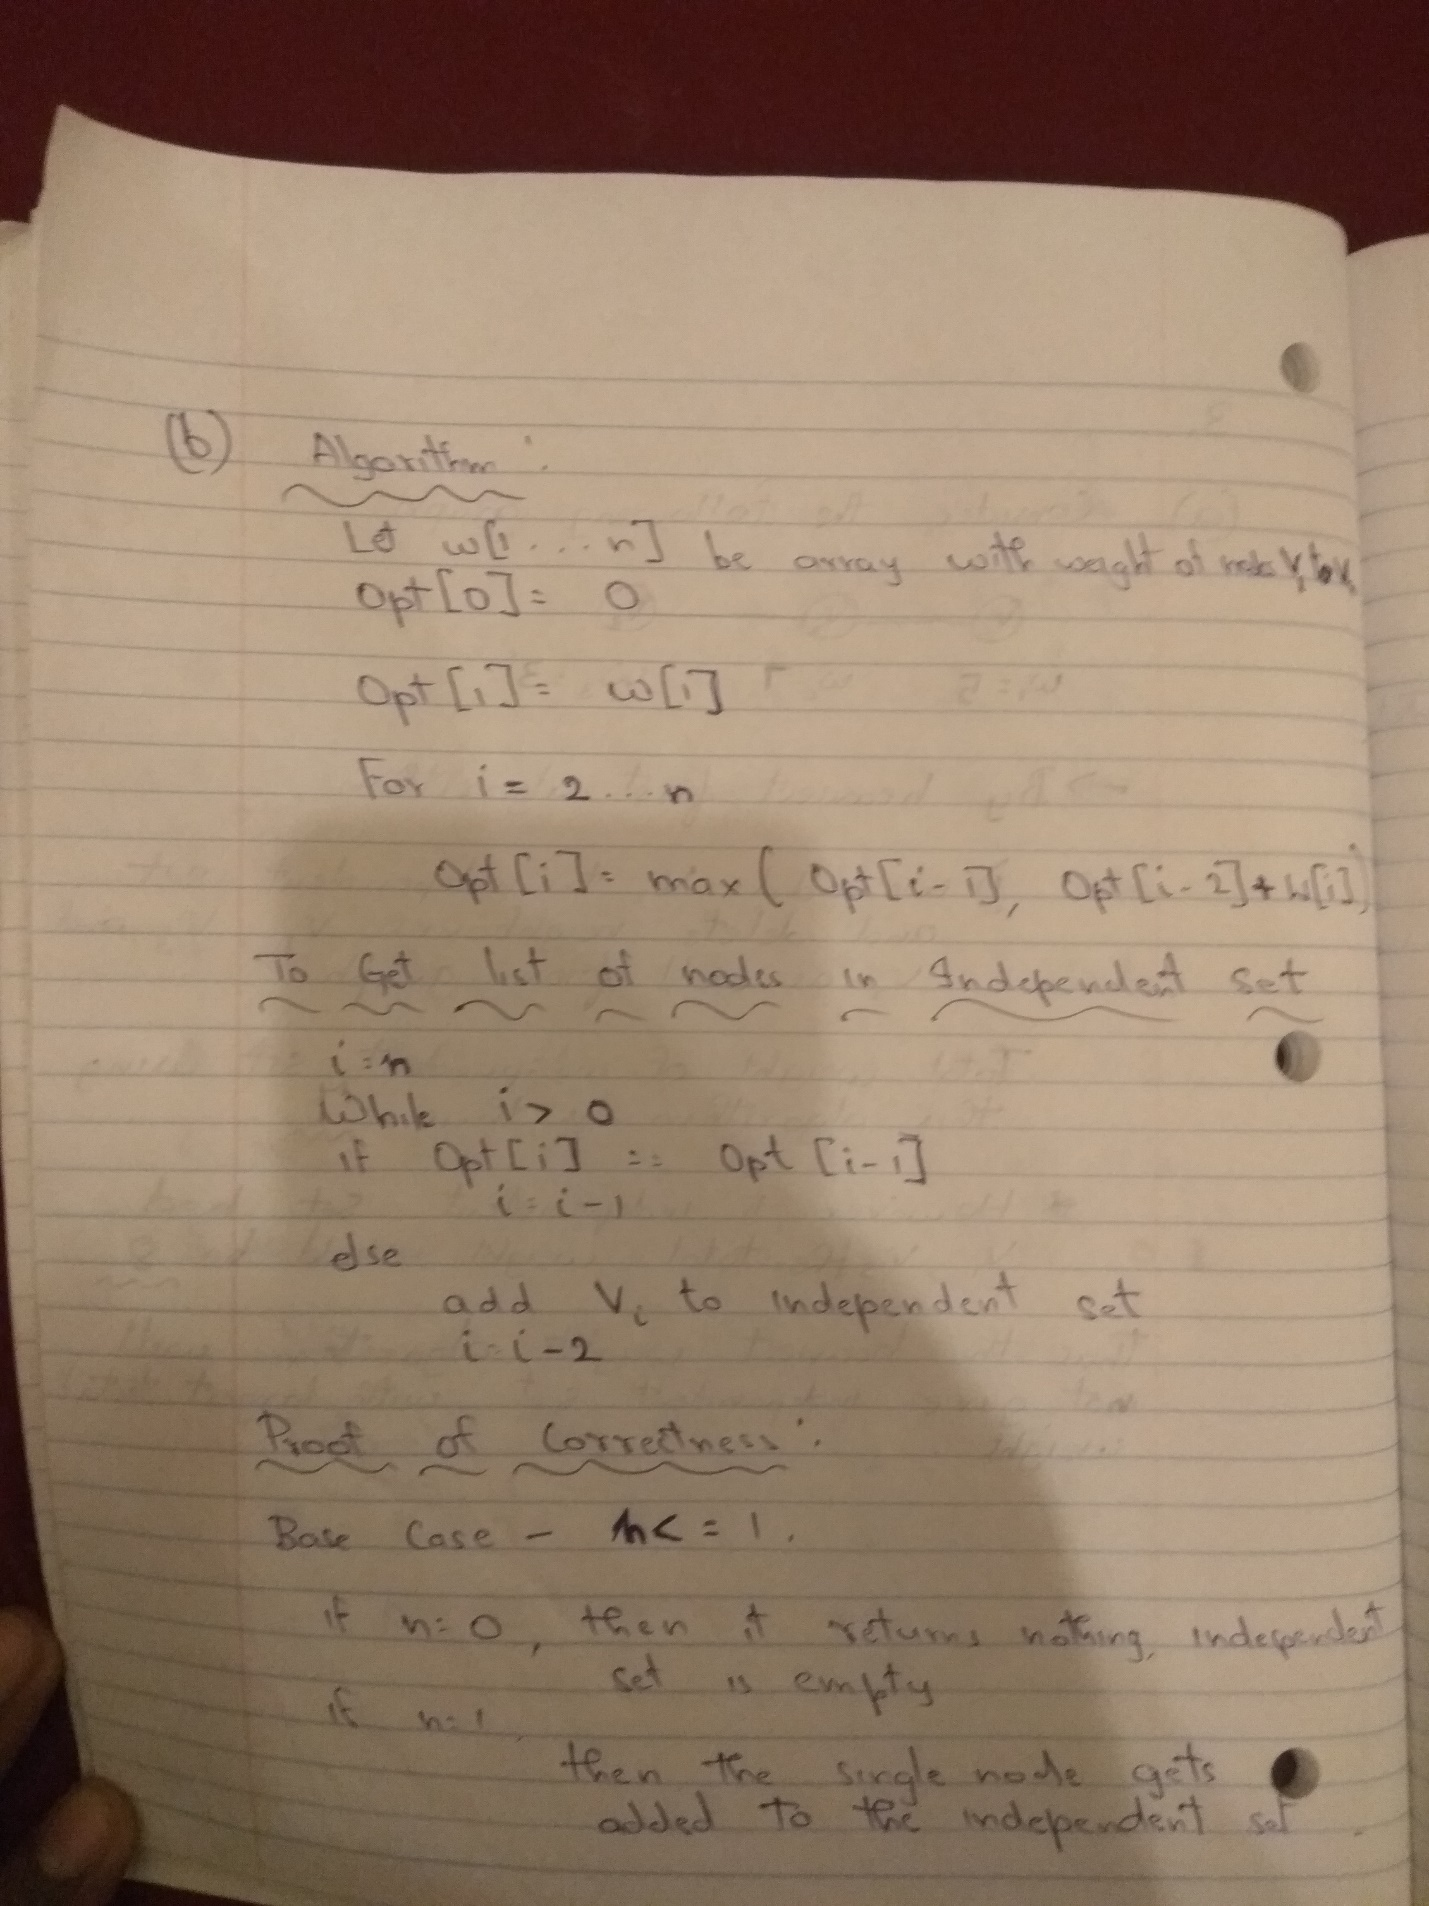 (b) Algorithm :
Let w[1 ... n] be array with weight of nodes V1 to Vn
Opt[0] = 0
Opt[1] = w[1]
For i = 2 ... n
Opt[i] = max( Opt[i-1], Opt[i-2] + w[i])
To Get list of nodes in Independent set
i = n
While i > 0
if Opt[i] == Opt [i-1]
i = i-1
else
add Vi to independent set
i = i-2
Proof of Correctness :
Base Case - n< = 1.
if n = 0, then it returns nothing, independent
set is empty
if n = 1,
then the single node gets
added to the independent set.